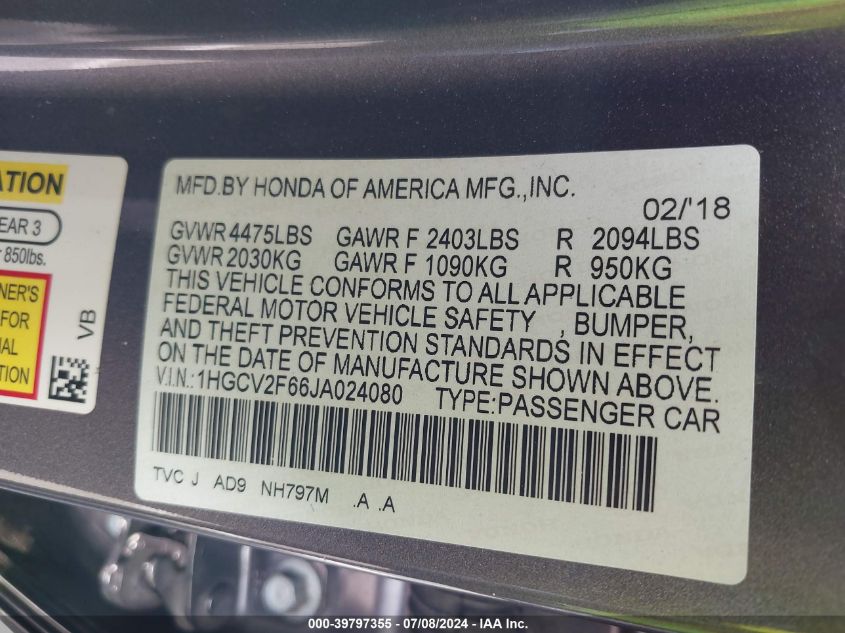 ATION
EAR 3
850lbs.
NER'S
FOR
VB
MFD.BY HONDA OF AMERICA MFG.,INC.
02/'18
GVWR 4475LBS GAWR F 2403LBS R 2094LBS
GVWR 2030KG GAWR F 1090KG R 950KG
THIS VEHICLE CONFORMS TO ALL APPLICABLE
FEDERAL MOTOR VEHICLE SAFETY , BUMPER,
AND THEFT PREVENTION STANDARDS IN EFFECT
ON THE DATE OF MANUFACTURE SHOWN ABOVE.
V.I.N.:1HGCV2F66JA024080 TYPE:PASSENGER CAR
TVC J AD9 NH797M .A .A
000-39797355 - 07/08/2024 - IAA Inc.